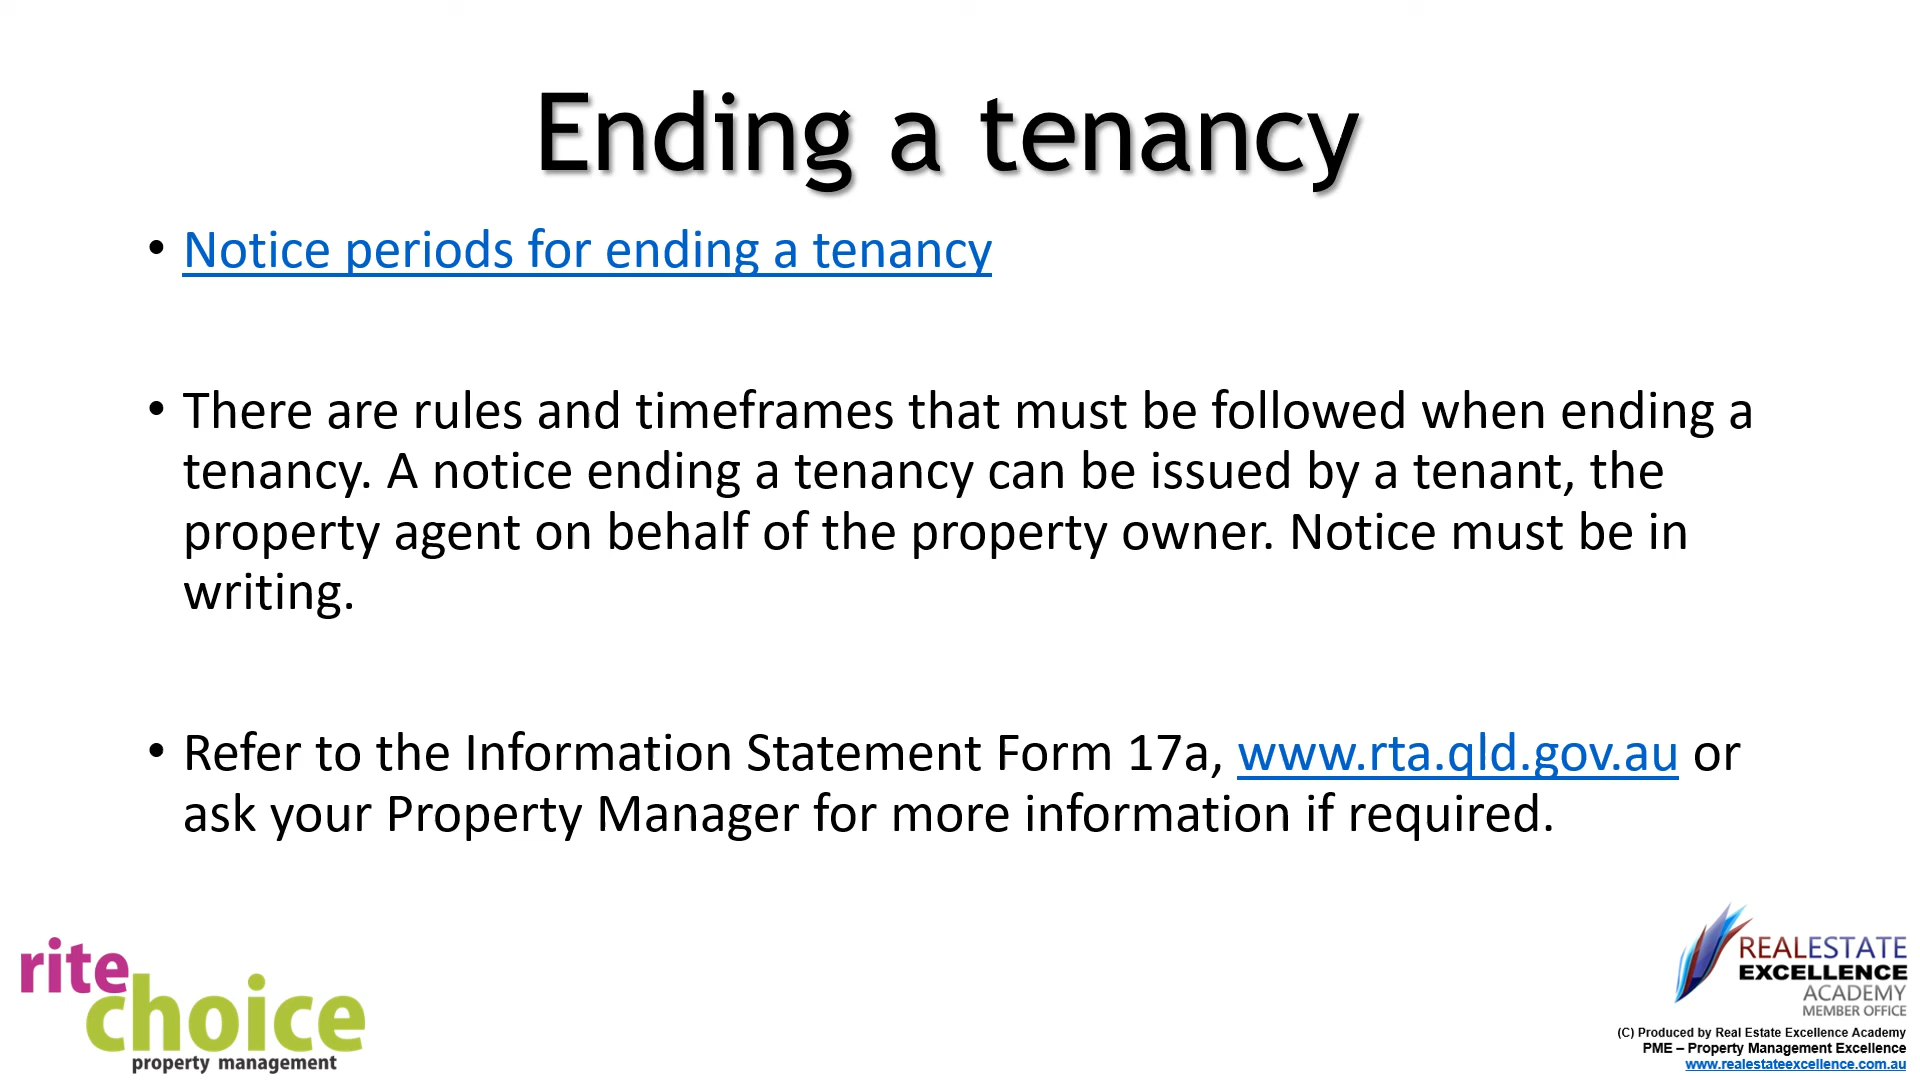 Ending a tenancy
• Notice periods for ending a tenancy
• There are rules and timeframes that must be followed when ending a
tenancy. A notice ending a tenancy can be issued by a tenant, the
property agent on behalf of the property owner. Notice must be in
writing.
• Refer to the Information Statement Form 17a, www.rta.qld.gov.au or
ask your Property Manager for more information if required.
rite
choice
property management
REALESTATE
EXCELLENCE
ACADEMY
MEMBER OFFICE
(C) Produced by Real Estate Excellence Academy
PME – Property Management Excellence
www.realestateexcellence.com.au